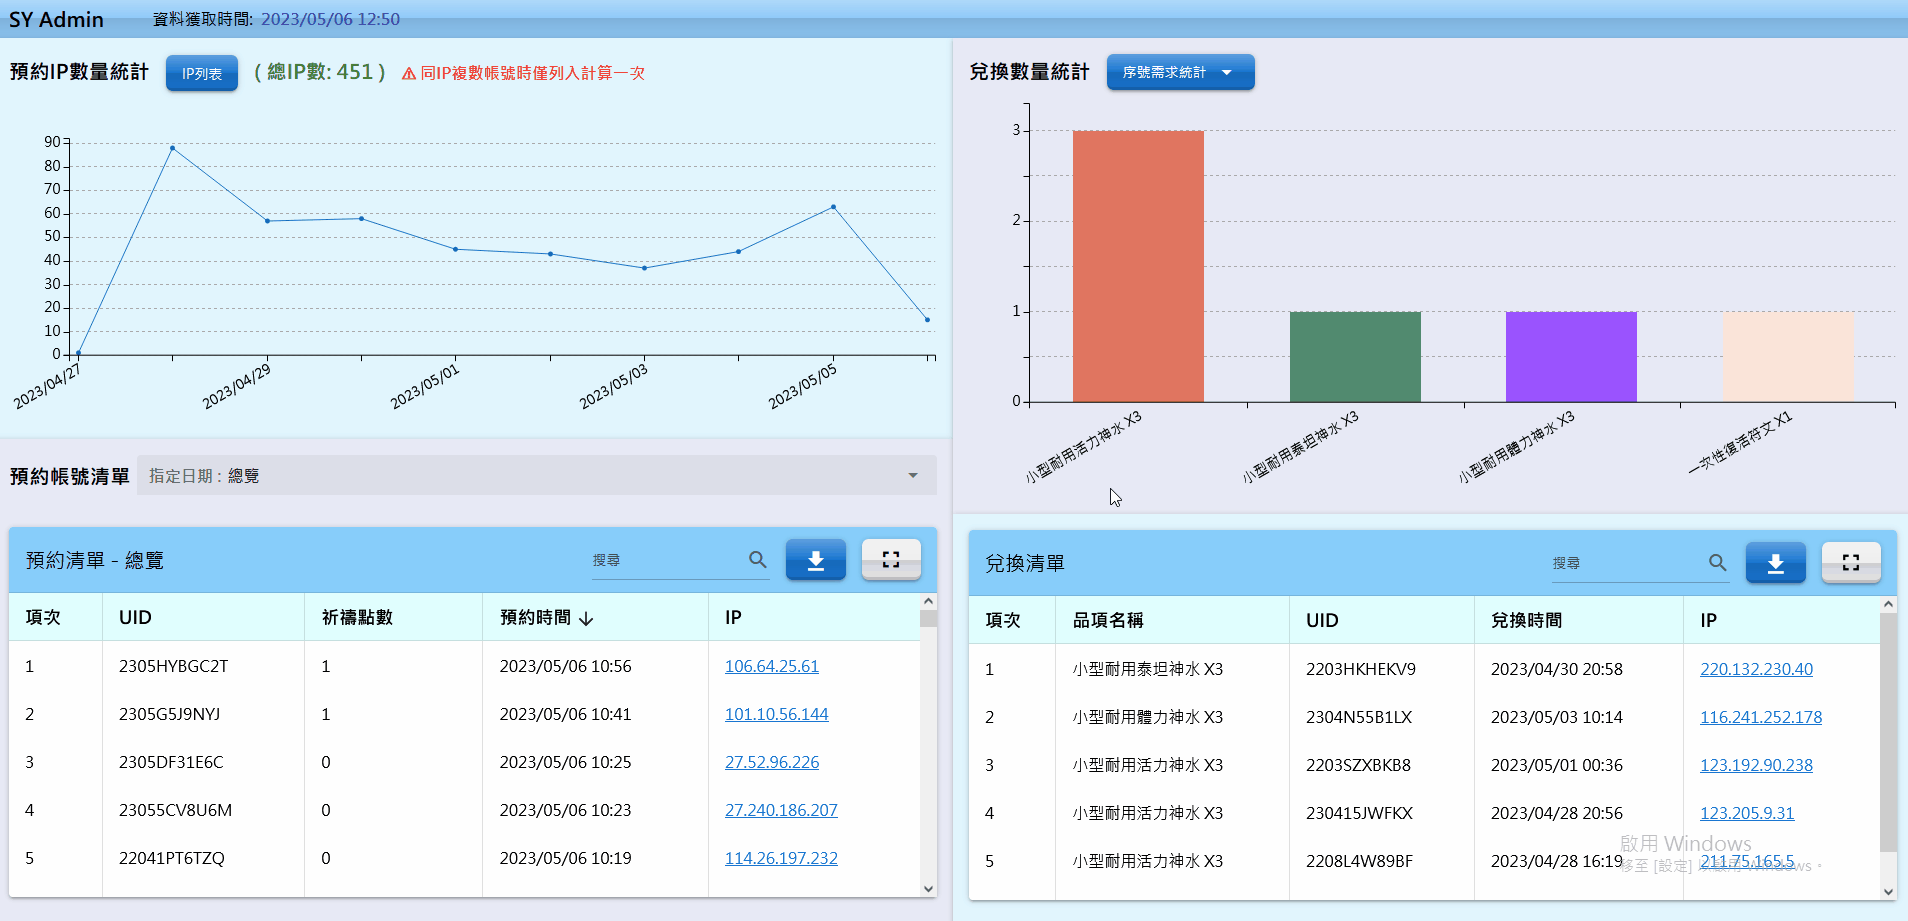 SY Admin 資料獲取時間: 2023/05/06 12:50
預約IP數量統計 IP列表 ( 總IP數: 451 ) 同IP複數帳號時僅列入計算一次
90
80
70
60
50
40
30
20
10
0
2023/04/27 2023/04/29 2023/05/01 2023/05/03 2023/05/05
兌換數量統計 序號需求統計
3
2
1
0
小型耐用活力神水 X3 小型耐用泰坦神水 X3 小型耐用體力神水 X3 一次性復活符文 X1
預約帳號清單 指定日期 : 總覽
預約清單 - 總覽 搜尋
項次 UID 祈禱點數 預約時間 IP
1 2305HYBGC2T 1 2023/05/06 10:56 106.64.25.61
2 2305G5J9NYJ 1 2023/05/06 10:41 101.10.56.144
3 2305DF31E6C 0 2023/05/06 10:25 27.52.96.226
4 23055CV8U6M 0 2023/05/06 10:23 27.240.186.207
5 22041PT6TZQ 0 2023/05/06 10:19 114.26.197.232
兌換清單 搜尋
項次 品項名稱 UID 兌換時間 IP
1 小型耐用泰坦神水 X3 2203HKHEKV9 2023/04/30 20:58 220.132.230.40
2 小型耐用體力神水 X3 2304N55B1LX 2023/05/03 10:14 116.241.252.178
3 小型耐用活力神水 X3 2203SZXBKB8 2023/05/01 00:36 123.192.90.238
4 小型耐用活力神水 X3 230415JWFKX 2023/04/28 20:56 123.205.9.31
5 小型耐用活力神水 X3 2208L4W89BF 2023/04/28 16:19 211.75.165.5
啟用 Windows
移至 [設定] 以啟用 Windows。